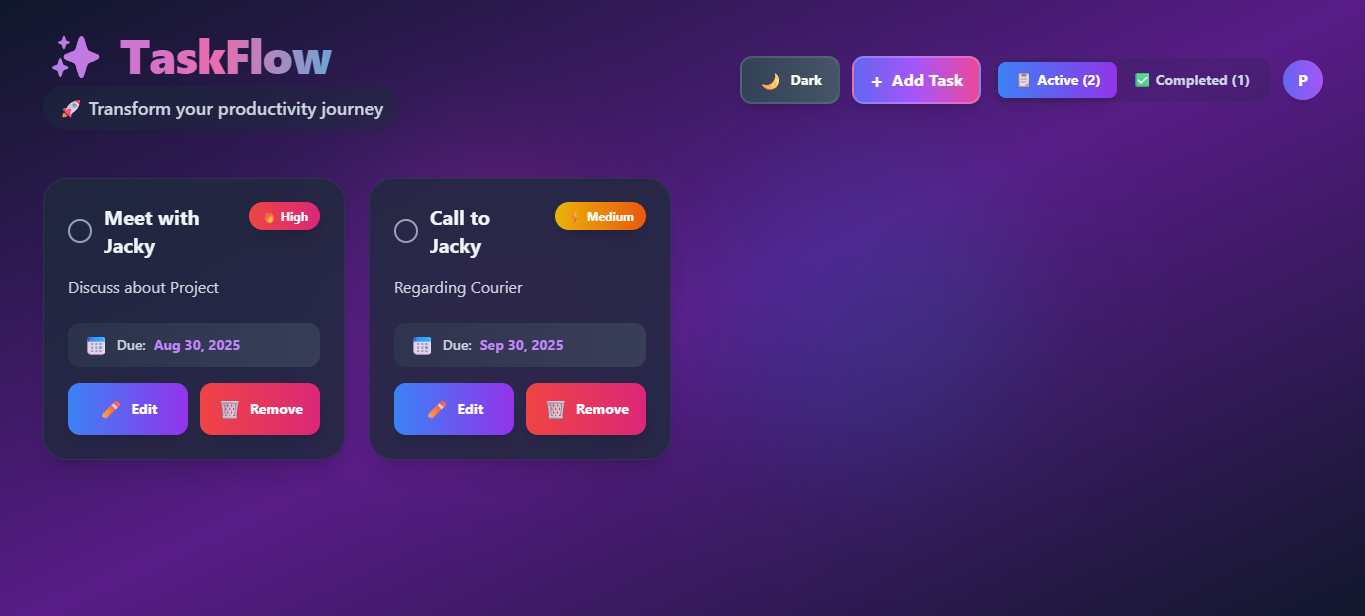 TaskFlow
🚀 Transform your productivity journey
🌙 Dark
+ Add Task
📋 Active (2)
✅ Completed (1)
P
Meet with
Jacky
🔥 High
Discuss about Project
📅 Due: Aug 30, 2025
✏️ Edit
🗑️ Remove
Call to
Jacky
⚡ Medium
Regarding Courier
📅 Due: Sep 30, 2025
✏️ Edit
🗑️ Remove